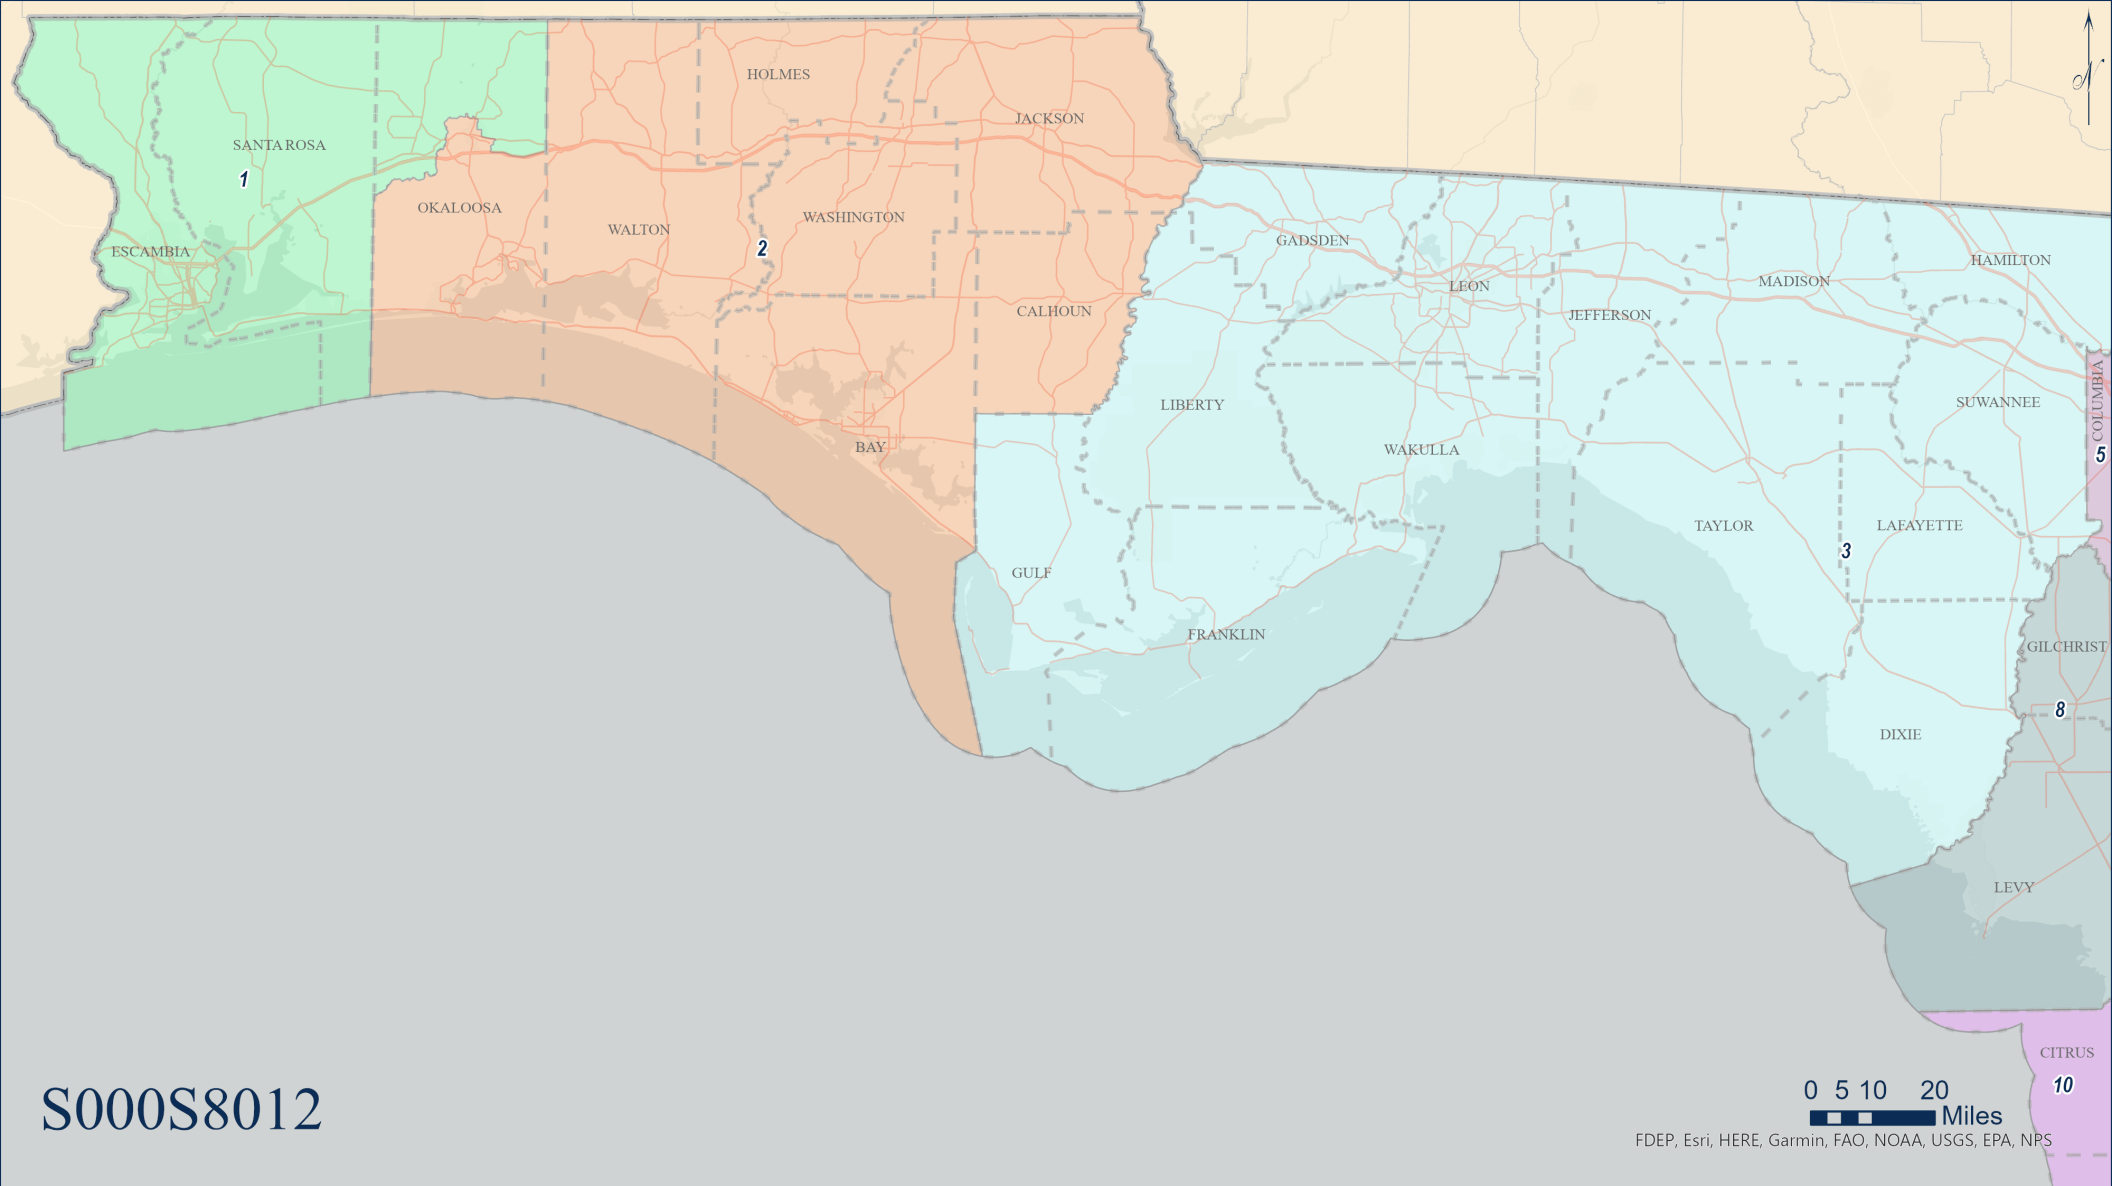 N
HOLMES
JACKSON
SANTA ROSA
1
OKALOOSA
WALTON
WASHINGTON
2
ESCAMBIA
GADSDEN
LEON
MADISON
HAMILTON
CALHOUN
JEFFERSON
LIBERTY
SUWANNEE
COLUMBIA
5
BAY
WAKULLA
TAYLOR
LAFAYETTE
3
GULF
FRANKLIN
GILCHRIST
8
DIXIE
LEVY
CITRUS
10
S000S8012
0 5 10 20
Miles
FDEP, Esri, HERE, Garmin, FAO, NOAA, USGS, EPA, NPS